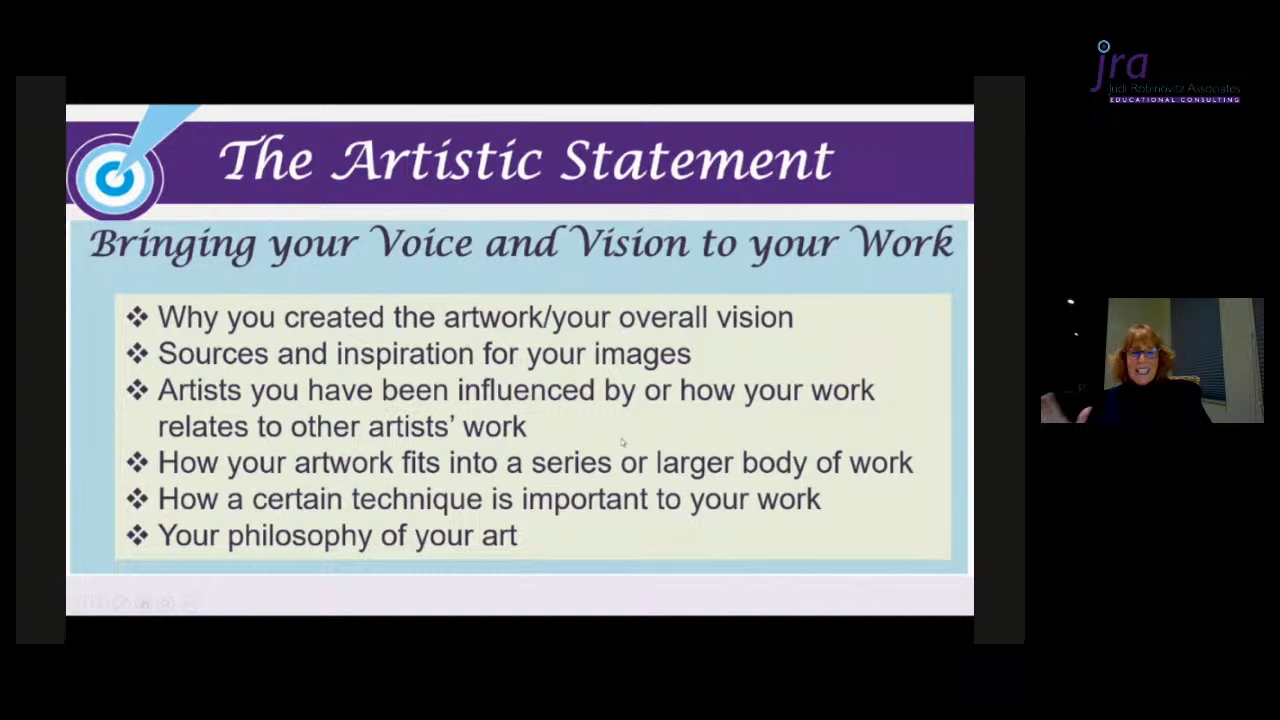 jra
Judi Robinovitz Associates
EDUCATIONAL CONSULTING
The Artistic Statement
Bringing your Voice and Vision to your Work
❖ Why you created the artwork/your overall vision
❖ Sources and inspiration for your images
❖ Artists you have been influenced by or how your work
relates to other artists’ work
❖ How your artwork fits into a series or larger body of work
❖ How a certain technique is important to your work
❖ Your philosophy of your art